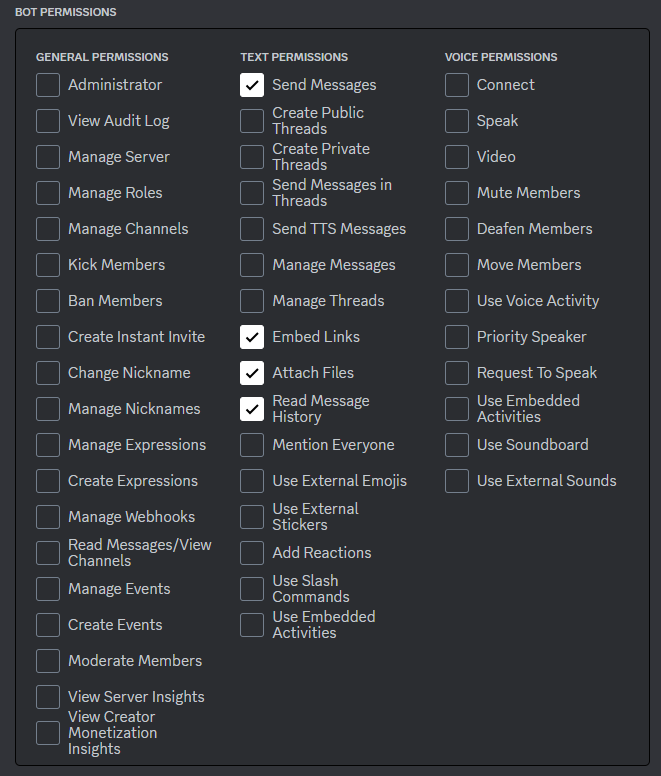 BOT PERMISSIONS
GENERAL PERMISSIONS
Administrator
View Audit Log
Manage Server
Manage Roles
Manage Channels
Kick Members
Ban Members
Create Instant Invite
Change Nickname
Manage Nicknames
Manage Expressions
Create Expressions
Manage Webhooks
Read Messages/View
Channels
Manage Events
Create Events
Moderate Members
View Server Insights
View Creator
Monetization
Insights
TEXT PERMISSIONS
Send Messages
Create Public
Threads
Create Private
Threads
Send Messages in
Threads
Send TTS Messages
Manage Messages
Manage Threads
Embed Links
Attach Files
Read Message
History
Mention Everyone
Use External Emojis
Use External
Stickers
Add Reactions
Use Slash
Commands
Use Embedded
Activities
VOICE PERMISSIONS
Connect
Speak
Video
Mute Members
Deafen Members
Move Members
Use Voice Activity
Priority Speaker
Request To Speak
Use Embedded
Activities
Use Soundboard
Use External Sounds